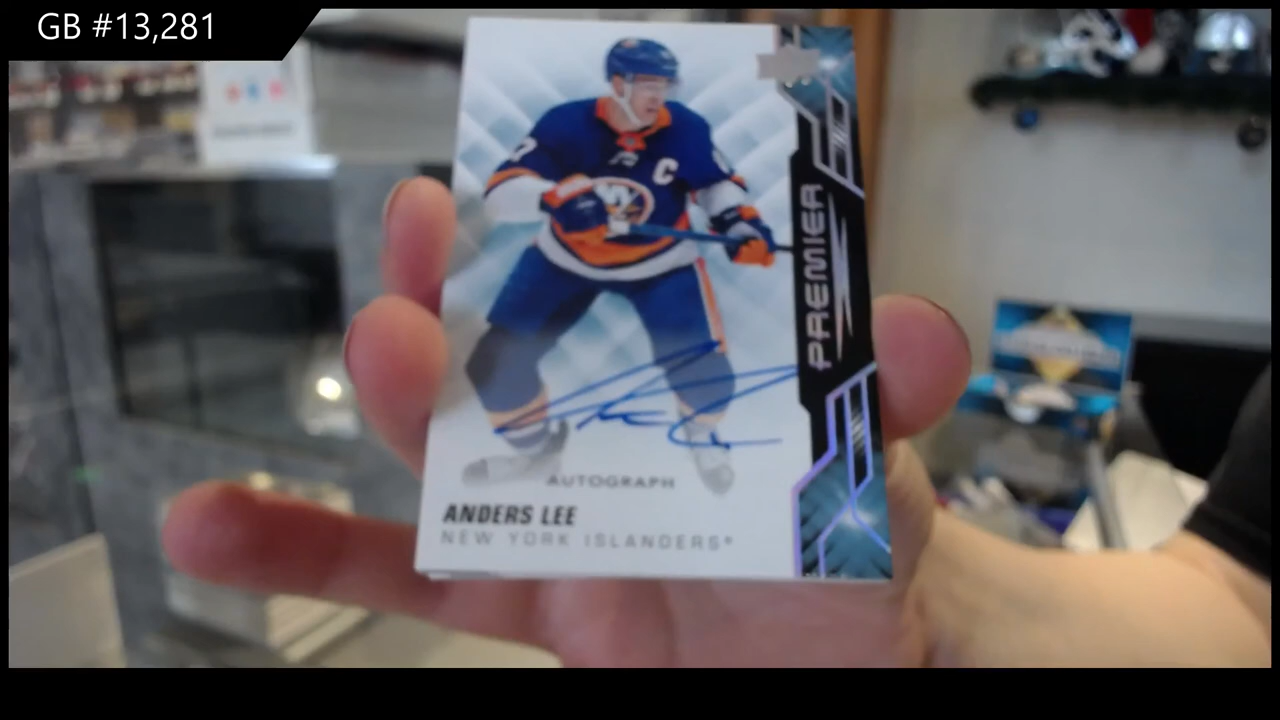 GB #13,281
C
PREMIER
AUTOGRAPH
ANDERS LEE
NEW YORK ISLANDERS*